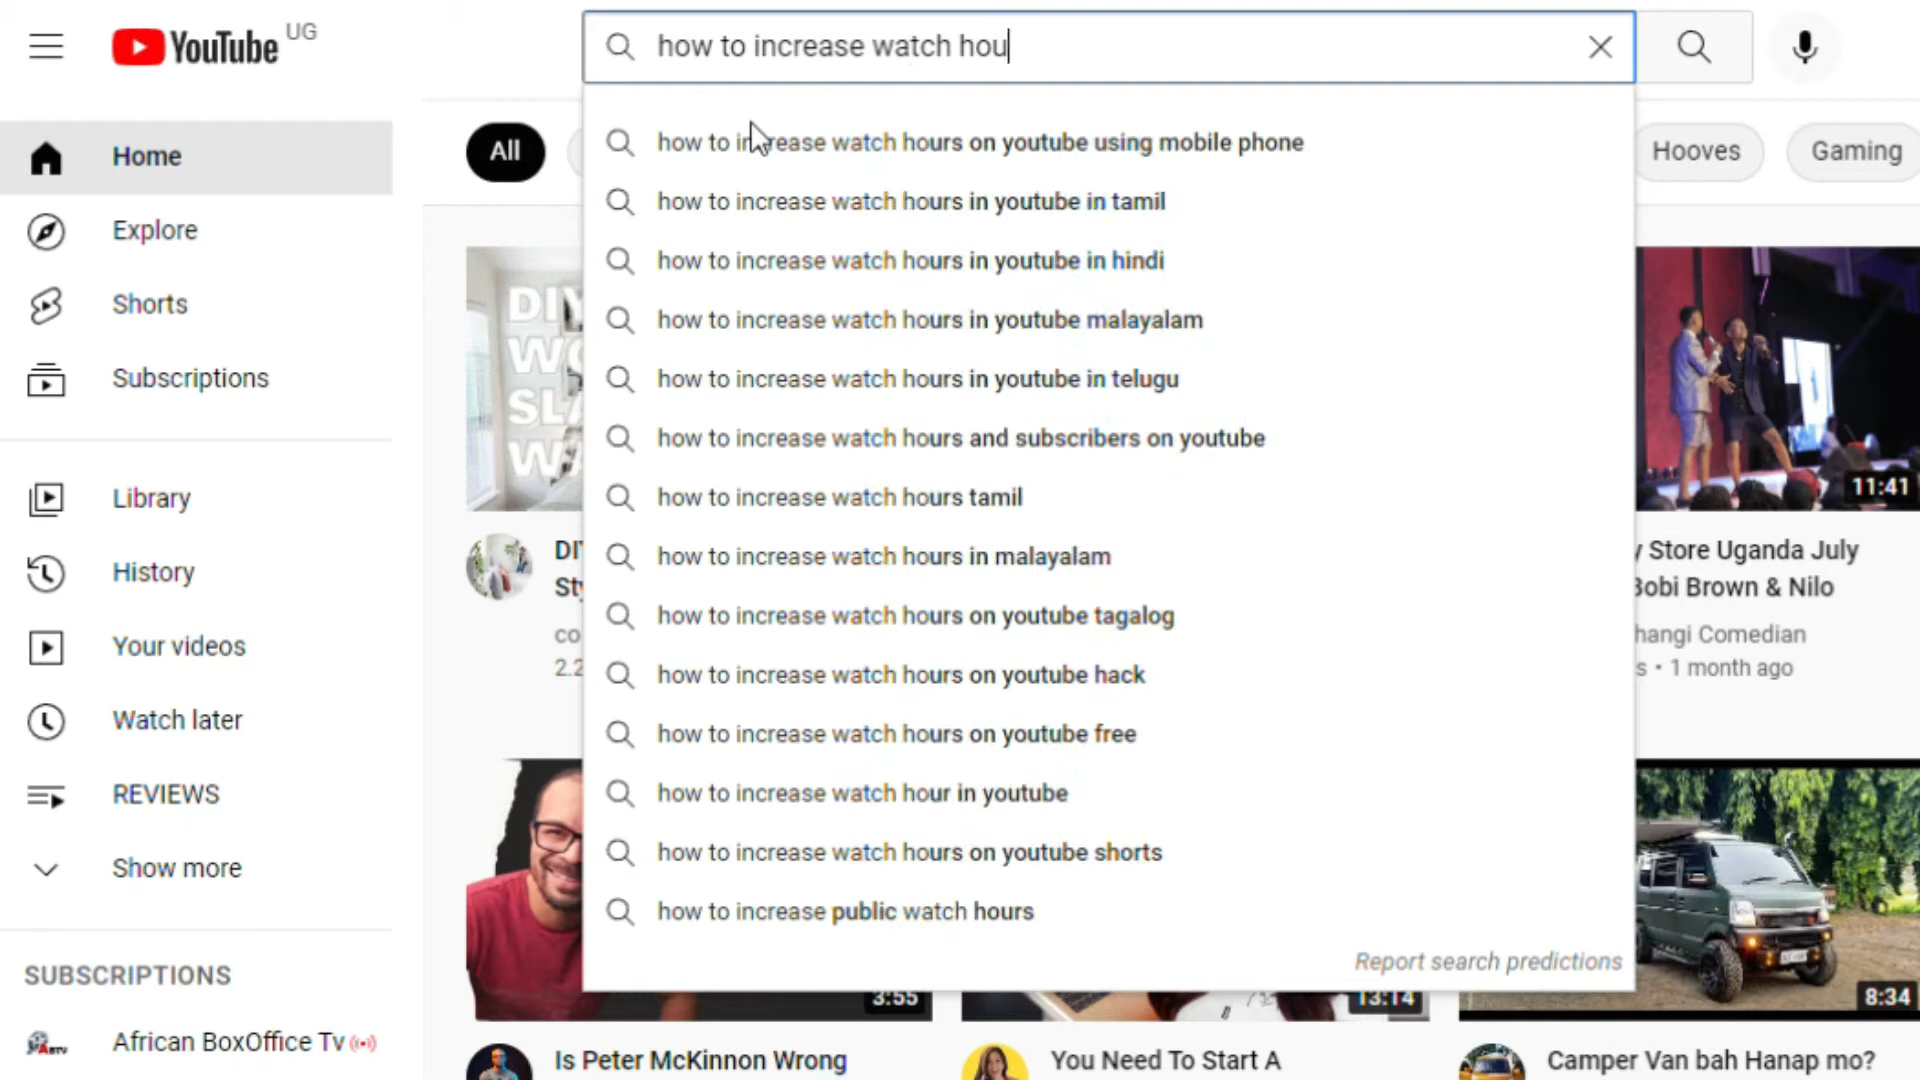 YouTube UG
how to increase watch hou
Home
Explore
Shorts
Subscriptions
Library
History
Your videos
Watch later
REVIEWS
Show more
SUBSCRIPTIONS
African BoxOffice Tv
All
Hooves
Gaming
how to increase watch hours on youtube using mobile phone
how to increase watch hours in youtube in tamil
how to increase watch hours in youtube in hindi
how to increase watch hours in youtube malayalam
how to increase watch hours in youtube in telugu
how to increase watch hours and subscribers on youtube
how to increase watch hours tamil
how to increase watch hours in malayalam
how to increase watch hours on youtube tagalog
how to increase watch hours on youtube hack
how to increase watch hours on youtube free
how to increase watch hour in youtube
how to increase watch hours on youtube shorts
how to increase public watch hours
Report search predictions
DIY
11:41
Store Uganda July
Bobi Brown & Nilo
Comedian
1 month ago
3:55
13:14
8:34
Is Peter McKinnon Wrong
You Need To Start A
Camper Van bah Hanap mo?